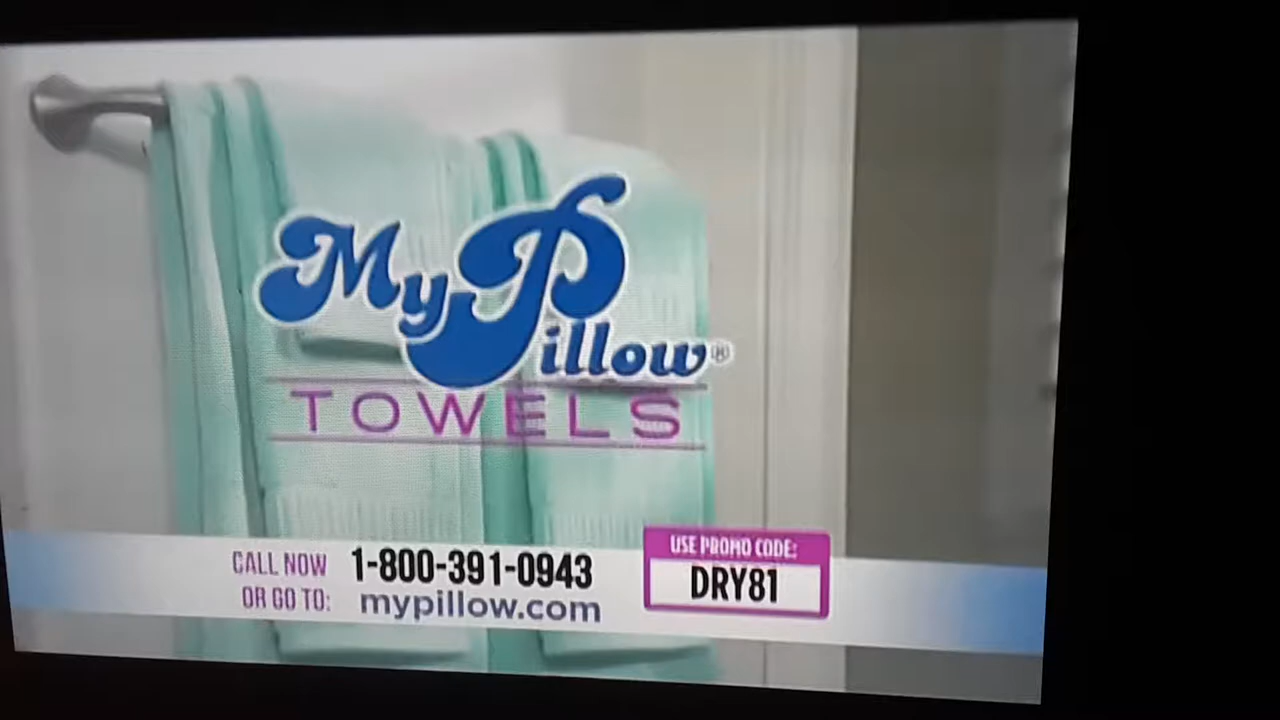 MyPillow®
TOWELS
CALL NOW 1-800-391-0943
OR GO TO: mypillow.com
USE PROMO CODE:
DRY81